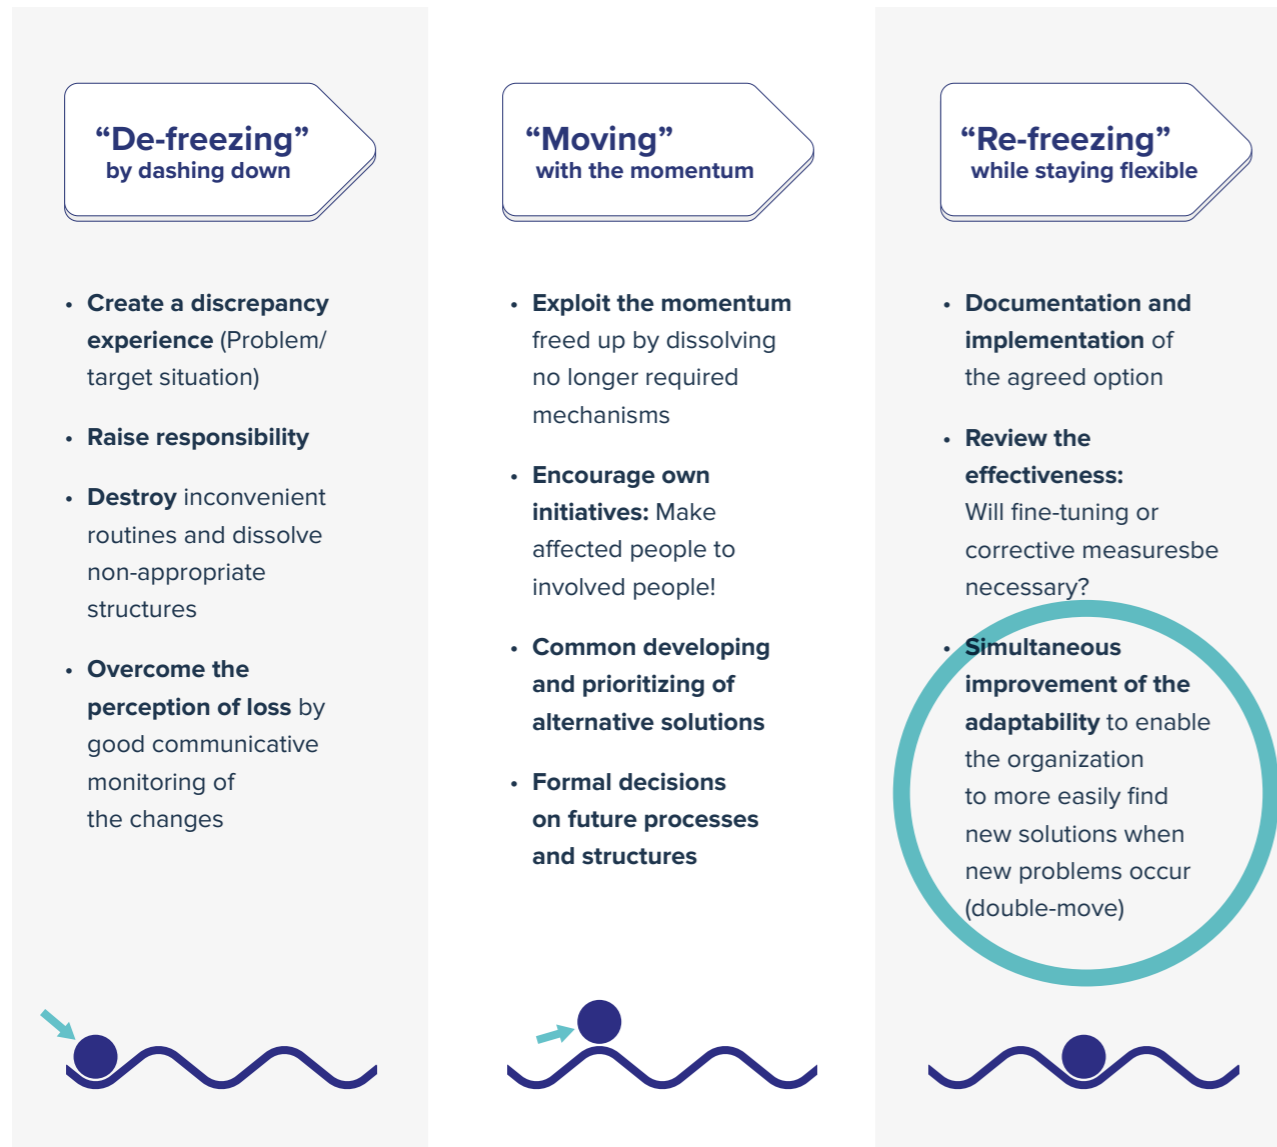 “De-freezing”
by dashing down
• Create a discrepancy
experience (Problem/
target situation)
• Raise responsibility
• Destroy inconvenient
routines and dissolve
non-appropriate
structures
• Overcome the
perception of loss by
good communicative
monitoring of
the changes
“Moving”
with the momentum
• Exploit the momentum
freed up by dissolving
no longer required
mechanisms
• Encourage own
initiatives: Make
affected people to
involved people!
• Common developing
and prioritizing of
alternative solutions
• Formal decisions
on future processes
and structures
“Re-freezing”
while staying flexible
• Documentation and
implementation of
the agreed option
• Review the
effectiveness:
Will fine-tuning or
corrective measuresbe
necessary?
• Simultaneous
improvement of the
adaptability to enable
the organization
to more easily find
new solutions when
new problems occur
(double-move)